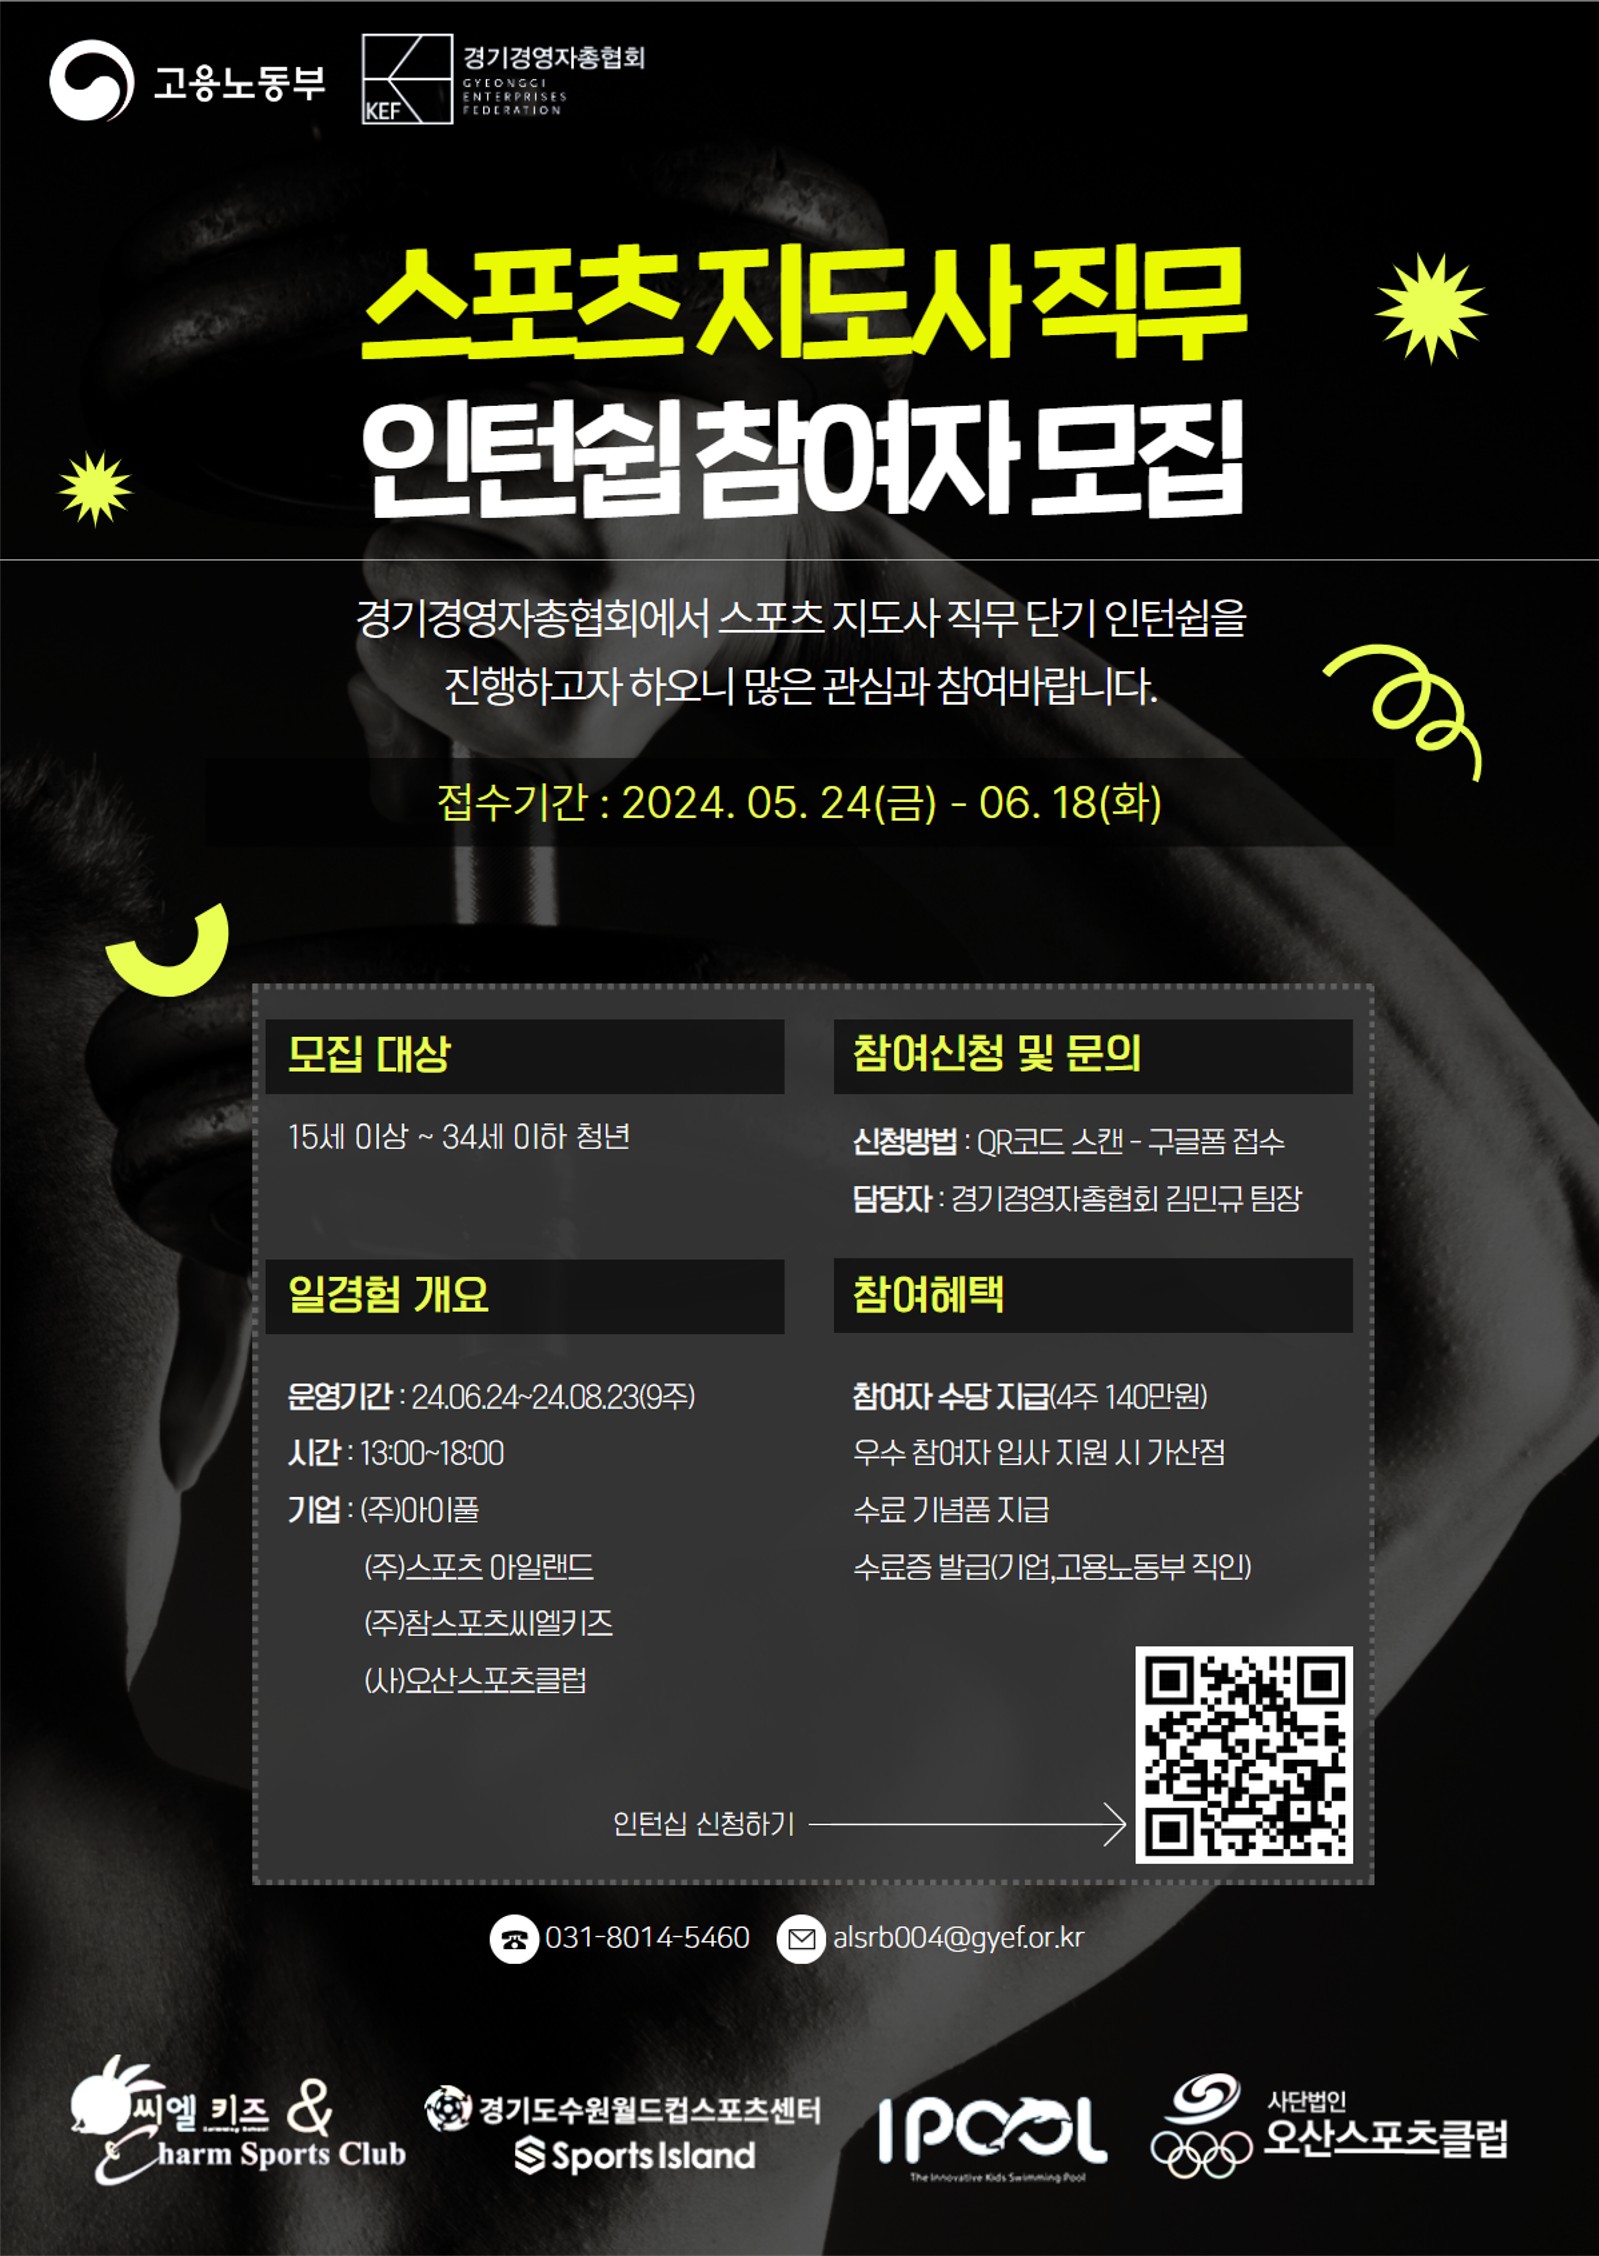 고용노동부
경기경영자총협회
GYEONGGI
ENTERPRISES
FEDERATION
KEF
스포츠 지도사 직무
인턴쉽 참여자 모집
경기경영자총협회에서 스포츠 지도사 직무 단기 인턴쉽을
진행하고자 하오니 많은 관심과 참여바랍니다.
접수기간 : 2024. 05. 24(금) - 06. 18(화)
모집 대상
15세 이상 ~ 34세 이하 청년
참여신청 및 문의
신청방법 : QR코드 스캔 - 구글폼 접수
담당자 : 경기경영자총협회 김민규 팀장
일경험 개요
운영기간 : 24.06.24~24.08.23(9주)
시간 : 13:00~18:00
기업 : (주)아이풀
(주)스포츠 아일랜드
(주)참스포츠씨엘키즈
(사)오산스포츠클럽
참여혜택
참여자 수당 지급(4주 140만원)
우수 참여자 입사 지원 시 가산점
수료 기념품 지급
수료증 발급(기업,고용노동부 직인)
인턴십 신청하기
031-8014-5460
alsrb004@gyef.or.kr
씨엘 키즈 &
Swimming School
Charm Sports Club
경기도수원월드컵스포츠센터
Sports Island
IPOOL
The Innovative Kids Swimming Pool
사단법인
오산스포츠클럽